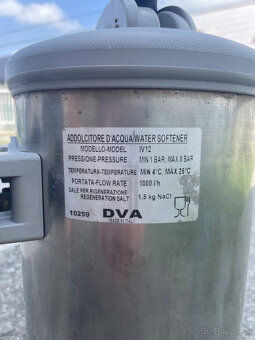 ADDOLCITORE D'ACQUA/WATER SOFTENER
MODELLO-MODEL IV12
PRESSIONE-PRESSURE MIN 1 BAR, MAX 8 BAR
TEMPERATURA-TEMPERATURE MIN 4°C, MAX 25°C
PORTATA-FLOW RATE 1000 l/h
SALE PER RIGENERAZIONE
REGENERATION SALT 1,8 kg NaCl
10259 DVA
MADE IN ITALY